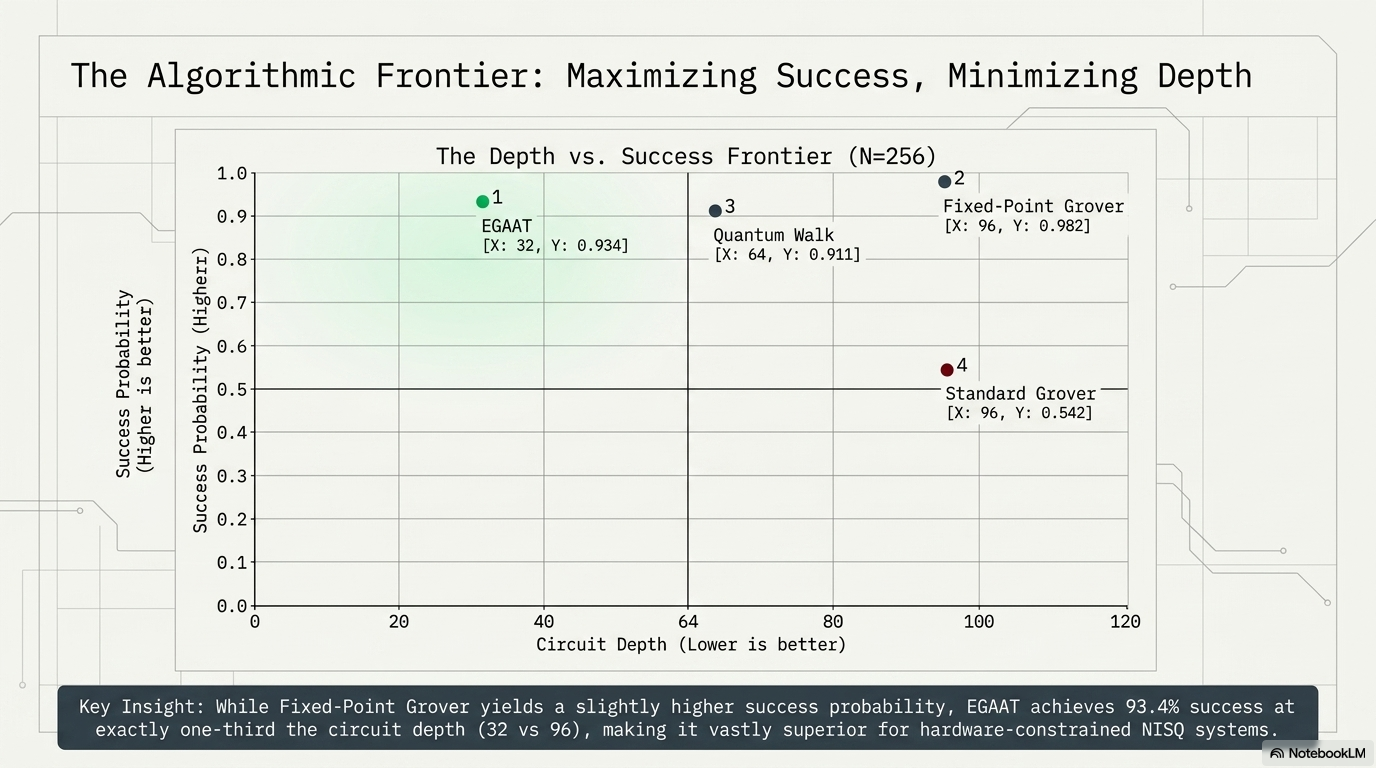 The Algorithmic Frontier: Maximizing Success, Minimizing Depth
The Depth vs. Success Frontier (N=256)
Success Probability
(Higher is better)
Success Probability (Higherr)
1.0
0.9
0.8
0.7
0.6
0.5
0.4
0.3
0.2
0.1
0.0
1
EGAAT
[X: 32, Y: 0.934]
3
Quantum Walk
[X: 64, Y: 0.911]
2
Fixed-Point Grover
[X: 96, Y: 0.982]
4
Standard Grover
[X: 96, Y: 0.542]
0 20 40 64 80 100 120
Circuit Depth (Lower is better)
Key Insight: While Fixed-Point Grover yields a slightly higher success probability, EGAAT achieves 93.4% success at
exactly one-third the circuit depth (32 vs 96), making it vastly superior for hardware-constrained NISQ systems.
NotebookLM